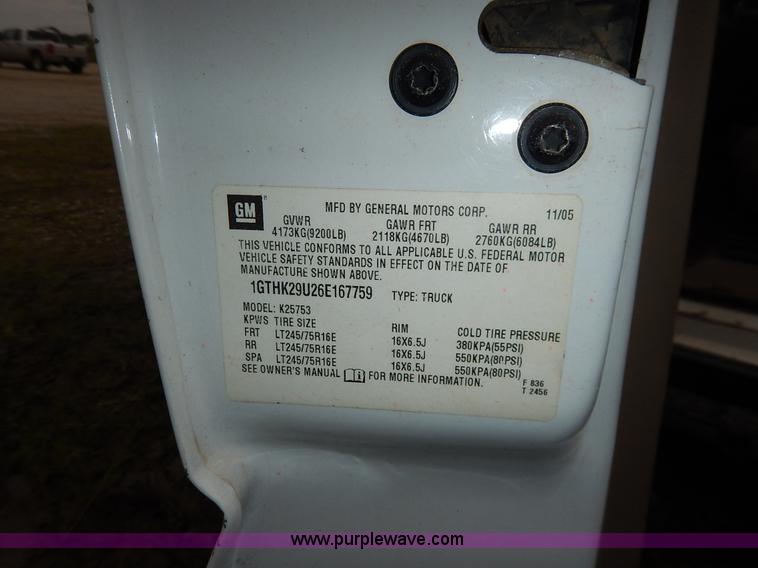 GM
MFD BY GENERAL MOTORS CORP. 11/05
GVWR GAWR FRT GAWR RR
4173KG(9200LB) 2118KG(4670LB) 2760KG(6084LB)
THIS VEHICLE CONFORMS TO ALL APPLICABLE U.S. FEDERAL MOTOR
VEHICLE SAFETY STANDARDS IN EFFECT ON THE DATE OF
MANUFACTURE SHOWN ABOVE.
1GTHK29U26E167759 TYPE: TRUCK
MODEL: K25753
KPWS TIRE SIZE RIM COLD TIRE PRESSURE
FRT LT245/75R16E 16X6.5J 380KPA(55PSI)
RR LT245/75R16E 16X6.5J 550KPA(80PSI)
SPA LT245/75R16E 16X6.5J 550KPA(80PSI)
SEE OWNER'S MANUAL FOR MORE INFORMATION.
F 836
T 2456
www.purplewave.com